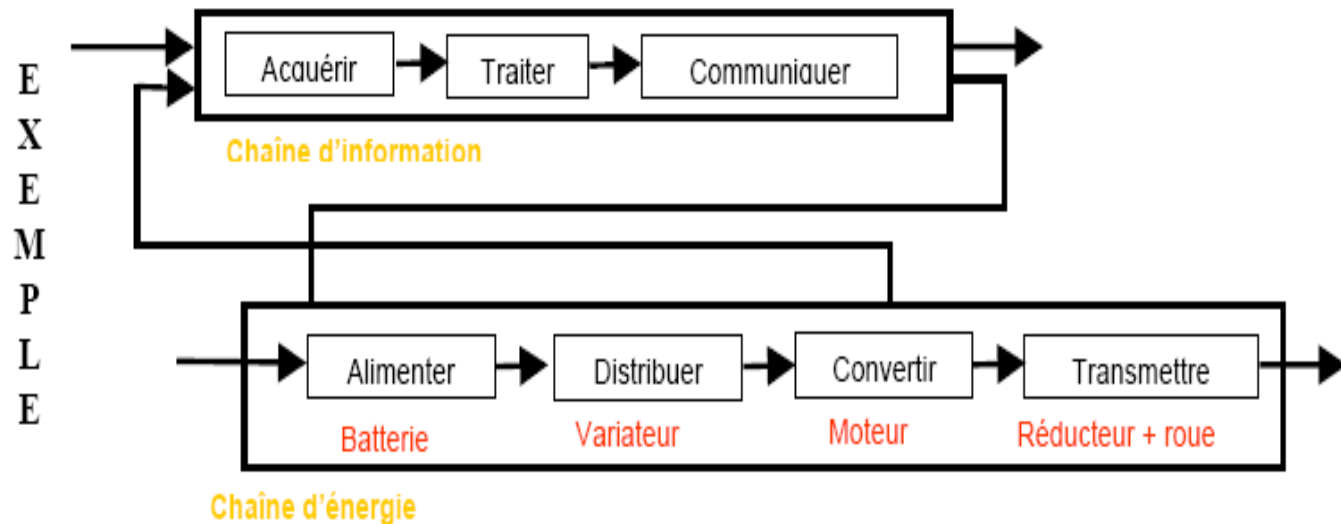 E
X
E
M
P
L
E
Acquérir
Traiter
Communiquer
Chaîne d'information
Alimenter
Distribuer
Convertir
Transmettre
Batterie
Variateur
Moteur
Réducteur + roue
Chaîne d'énergie